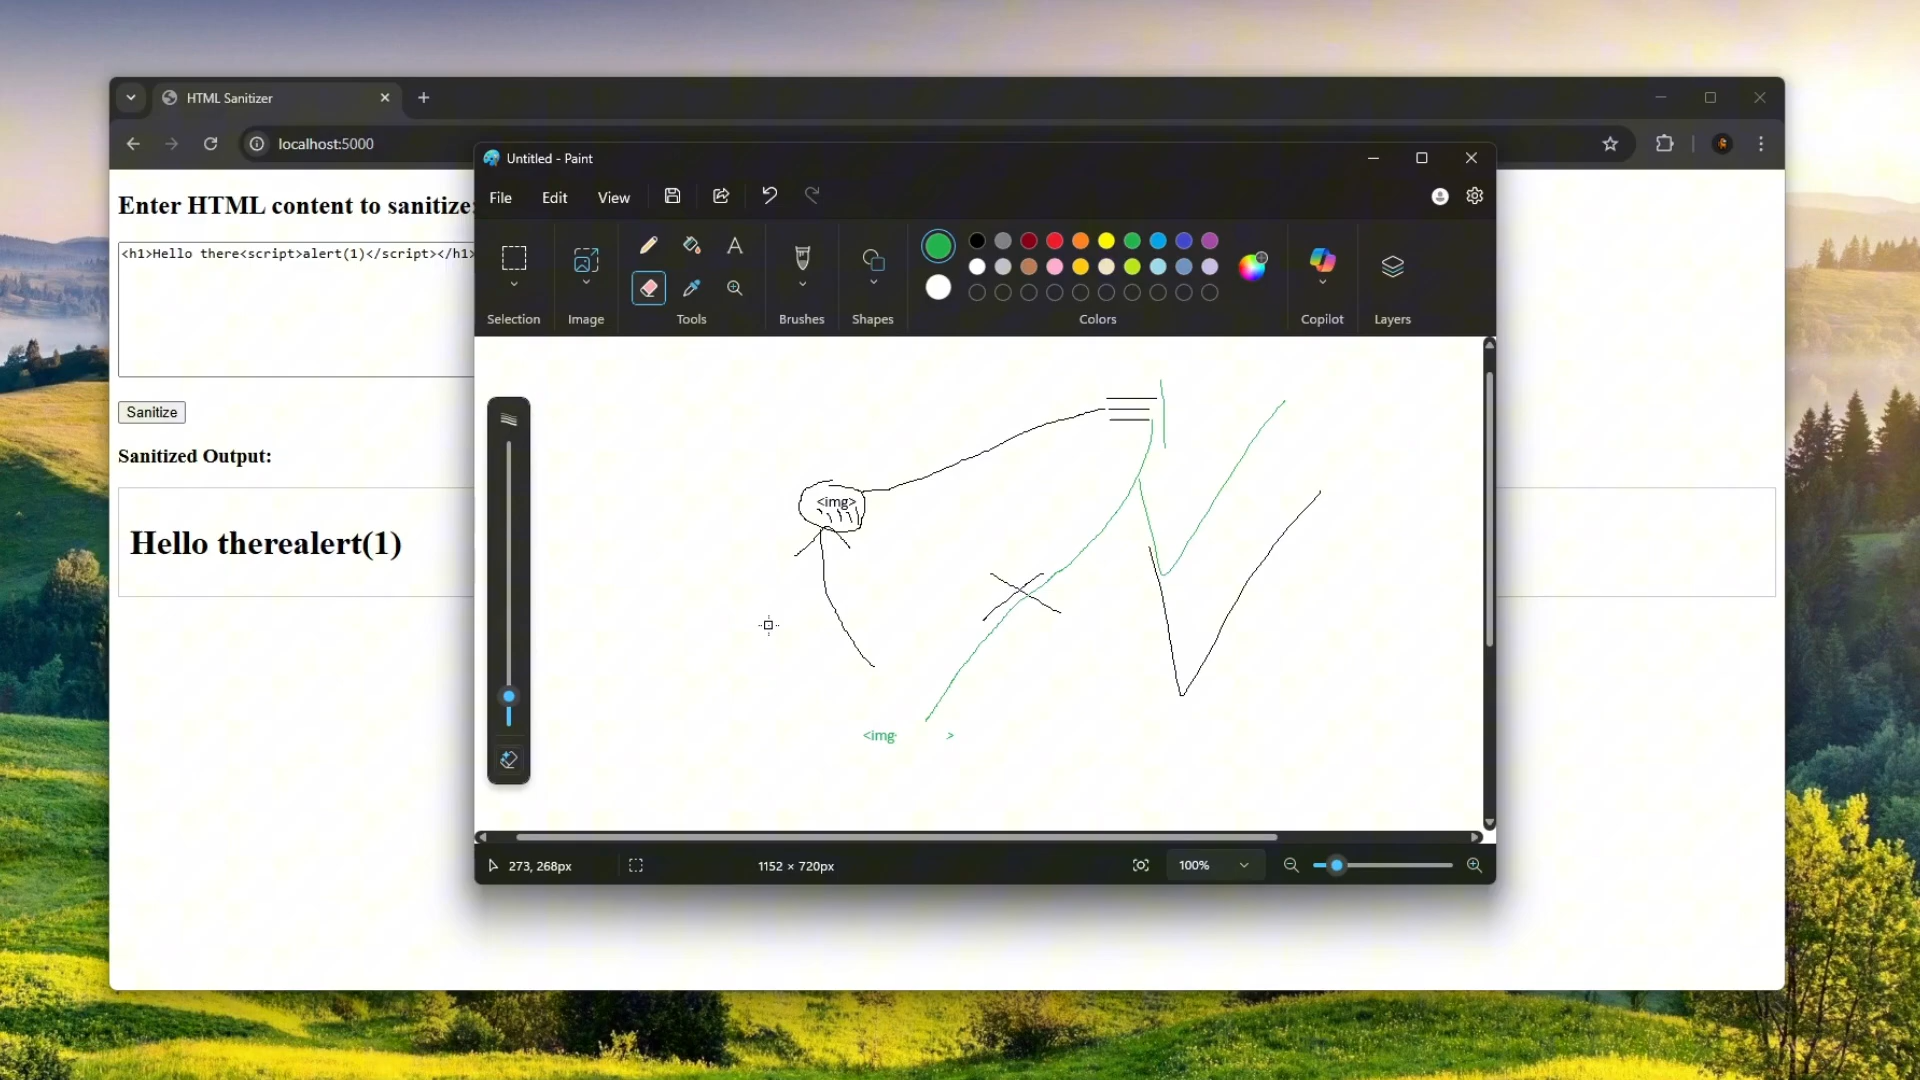 HTML Sanitizer
localhost:5000
Enter HTML content to sanitize:
<h1>Hello there<script>alert(1)</script></h1>
Sanitize
Sanitized Output:
Hello therealert(1)
Untitled - Paint
File Edit View
Selection Image Tools Brushes Shapes Colors Copilot Layers
<img>
<img >
273, 268px 1152 × 720px 100%